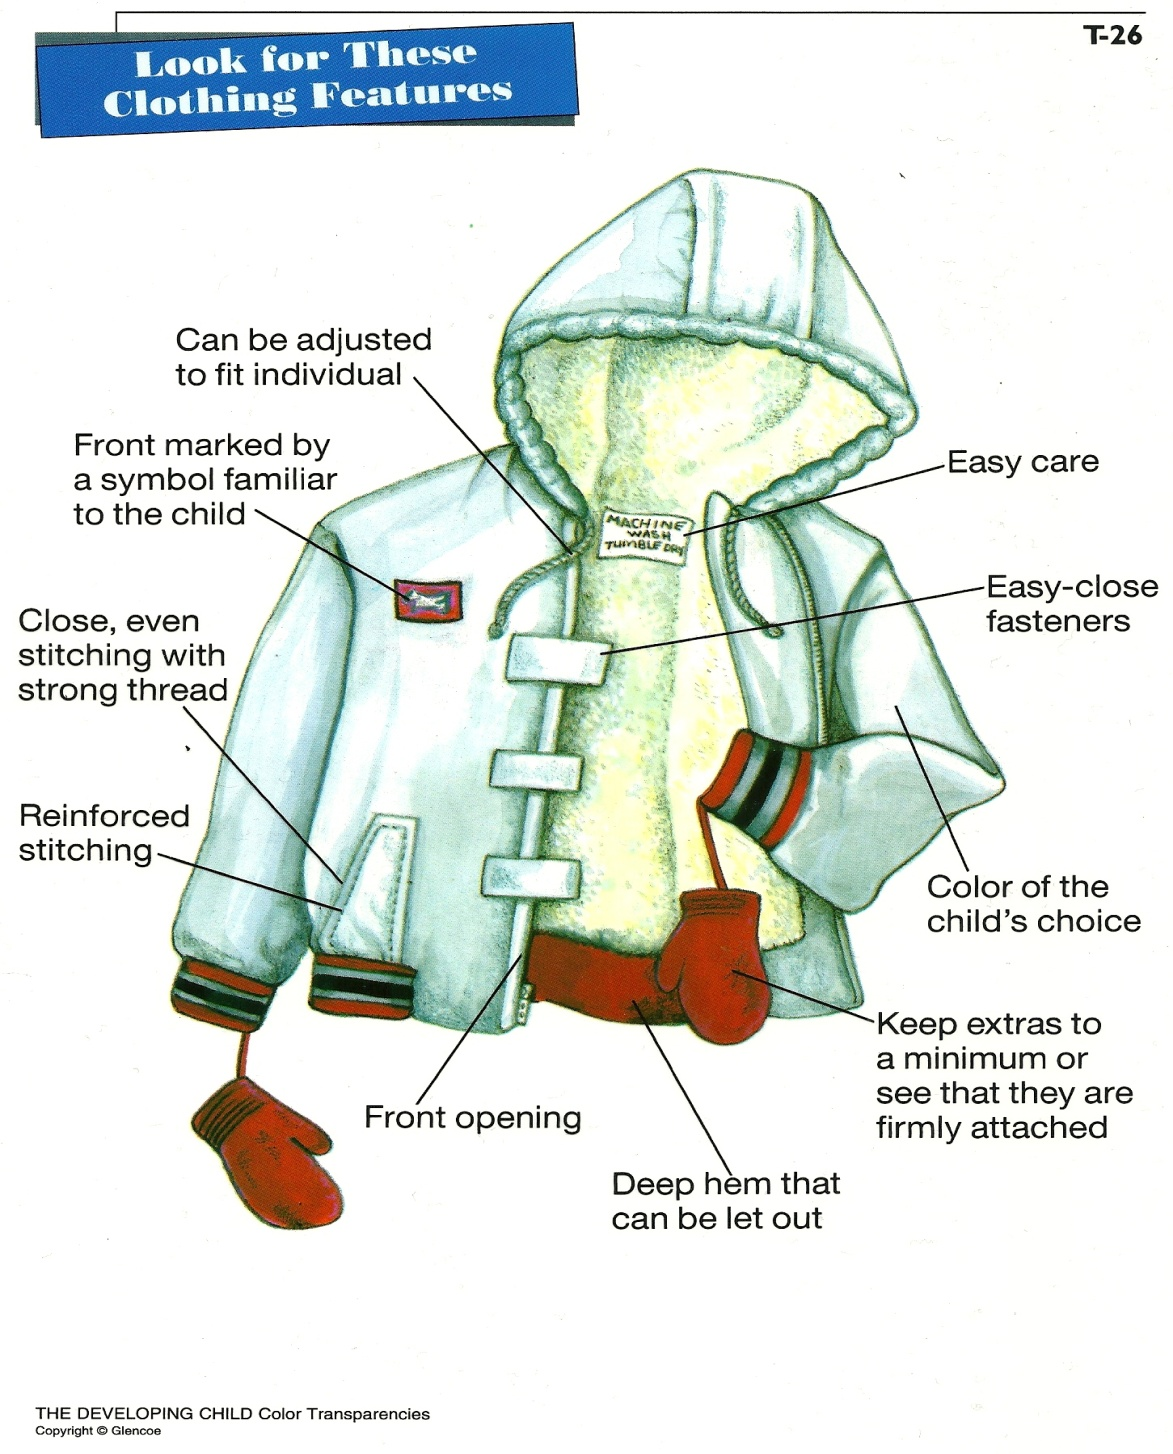 T-26
Look for These
Clothing Features
Can be adjusted
to fit individual
Front marked by
a symbol familiar
to the child
Easy care
MACHINE
WASH
TUMBLE DRY
Easy-close
fasteners
Close, even
stitching with
strong thread
Reinforced
stitching
Color of the
child's choice
Keep extras to
a minimum or
see that they are
firmly attached
Front opening
Deep hem that
can be let out
THE DEVELOPING CHILD Color Transparencies
Copyright © Glencoe